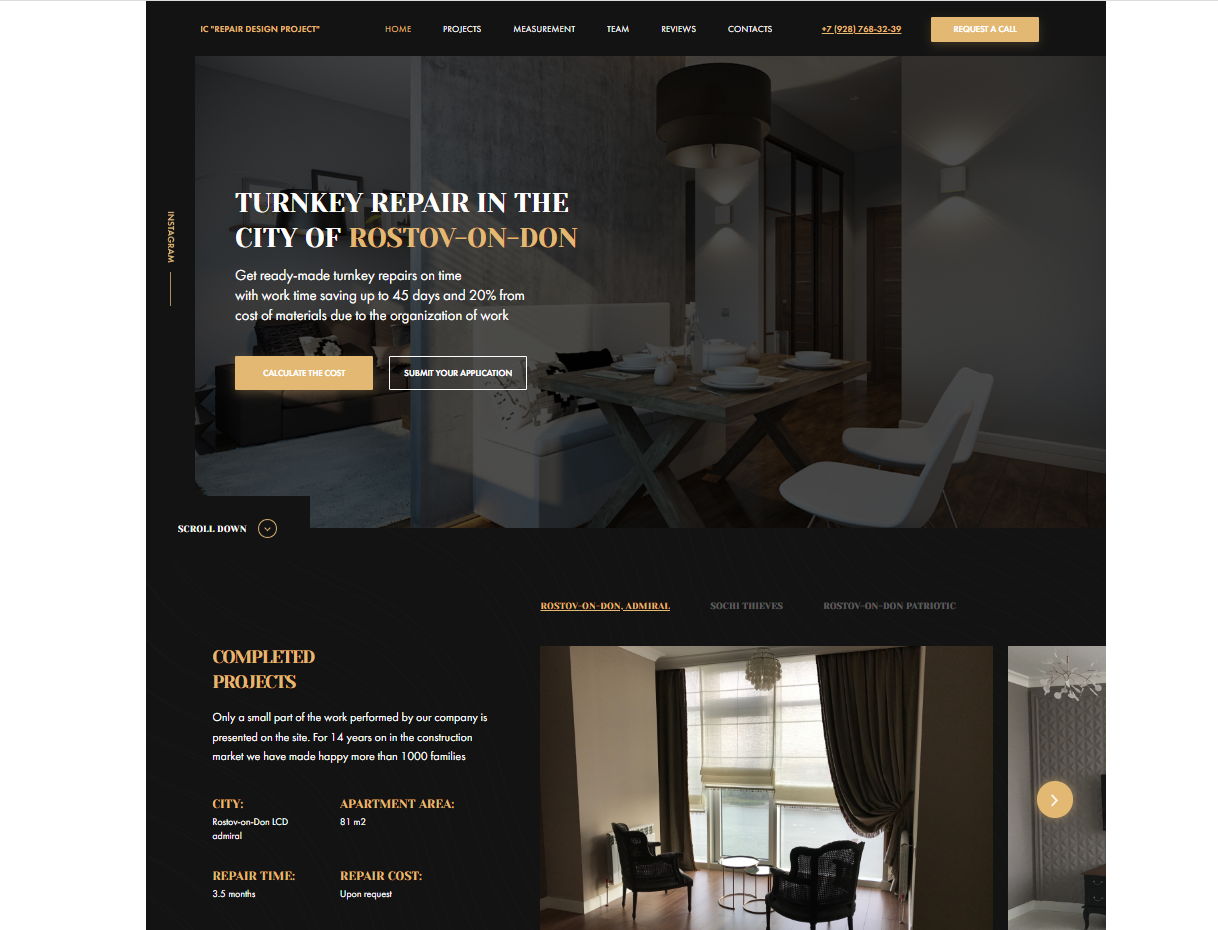 IC "REPAIR DESIGN PROJECT"
HOME
PROJECTS
MEASUREMENT
TEAM
REVIEWS
CONTACTS
+7 (928) 768-32-39
REQUEST A CALL
INSTAGRAM
TURNKEY REPAIR IN THE
CITY OF ROSTOV-ON-DON
Get ready-made turnkey repairs on time
with work time saving up to 45 days and 20% from
cost of materials due to the organization of work
CALCULATE THE COST
SUBMIT YOUR APPLICATION
SCROLL DOWN
ROSTOV-ON-DON, ADMIRAL
SOCHI THIEVES
ROSTOV-ON-DON PATRIOTIC
COMPLETED
PROJECTS
Only a small part of the work performed by our company is
presented on the site. For 14 years on in the construction
market we have made happy more than 1000 families
CITY:
Rostov-on-Don LCD
admiral
APARTMENT AREA:
81 m2
REPAIR TIME:
3.5 months
REPAIR COST:
Upon request